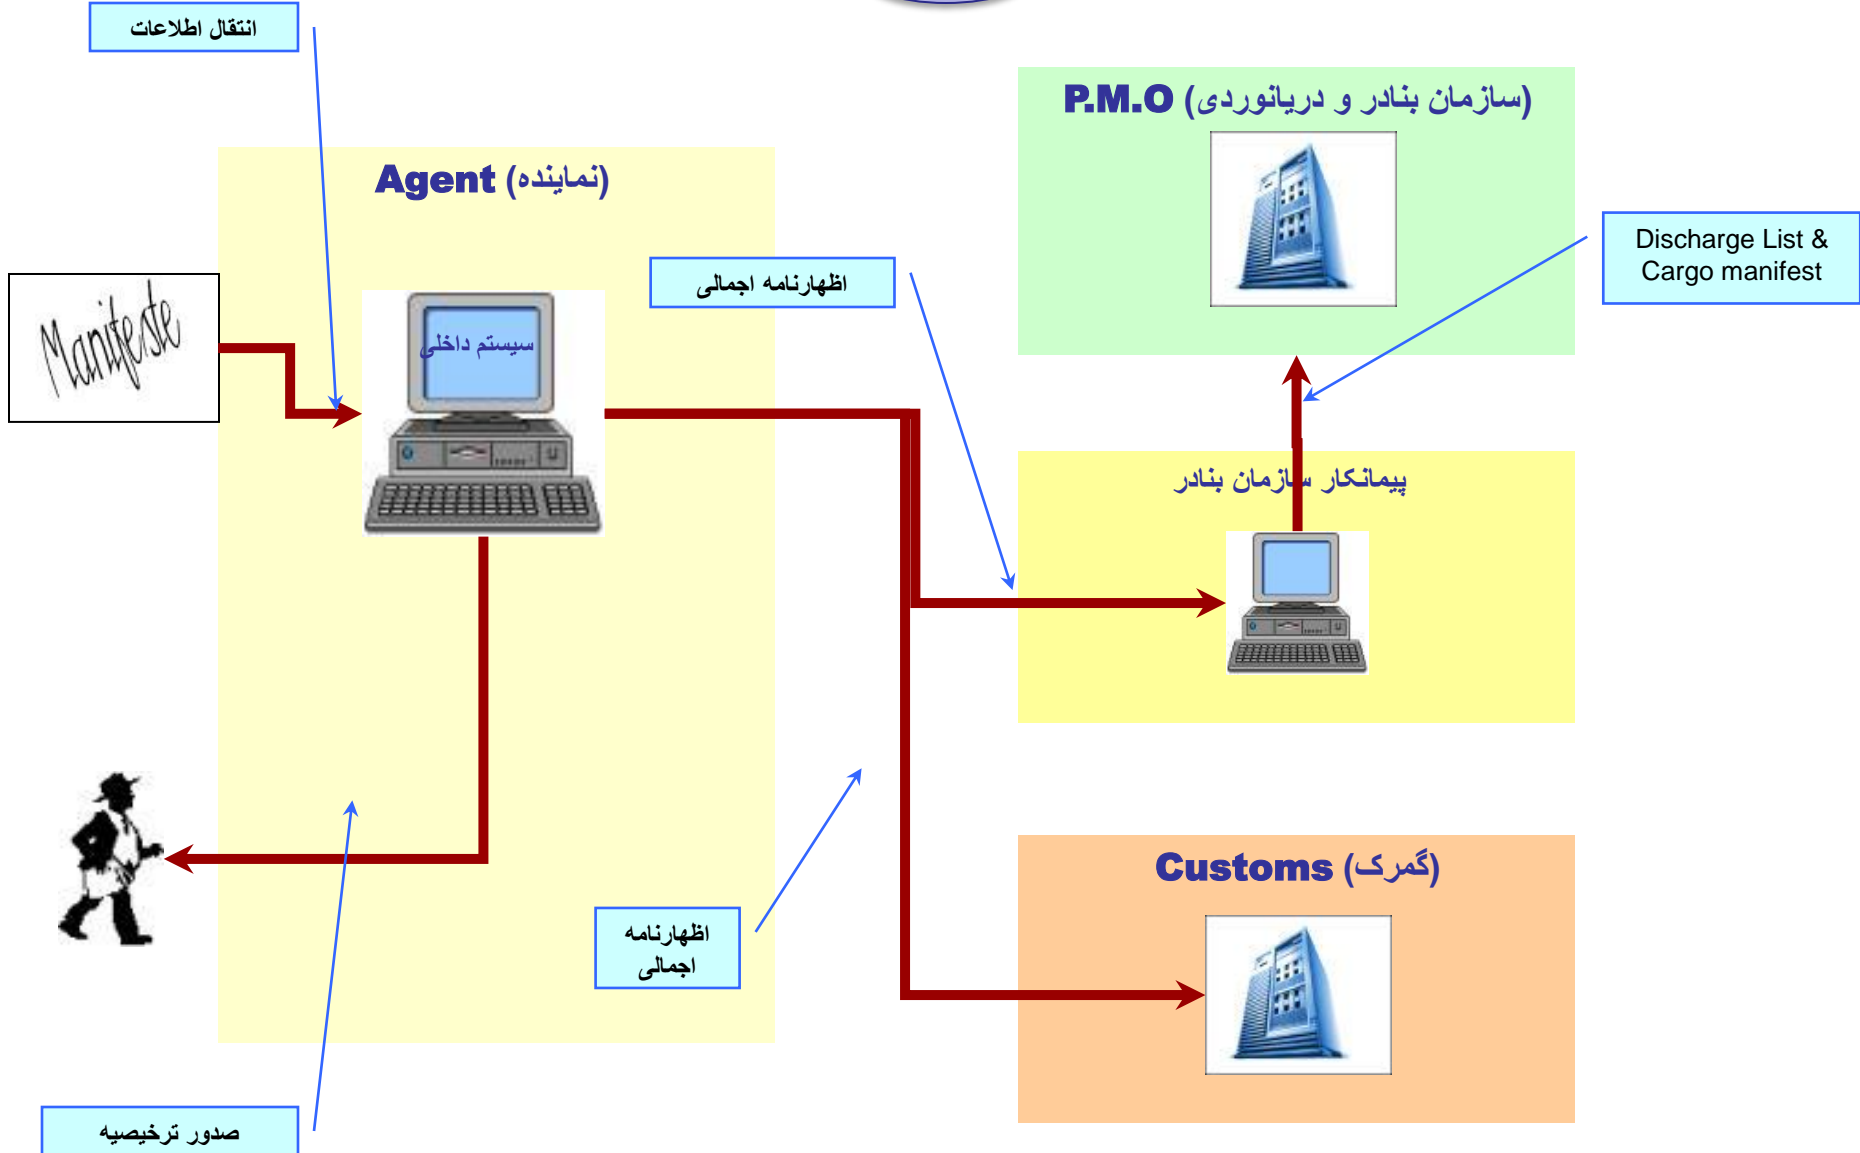 انتقال اطلاعات
P.M.O (سازمان بنادر و دریانوردی)
Agent (نماینده)
Discharge List &
Cargo manifest
اظهارنامه اجمالی
Manifeste
سیستم داخلی
پیمانکار سازمان بنادر
Customs (گمرک)
اظهارنامه
اجمالی
صدور ترخیصیه